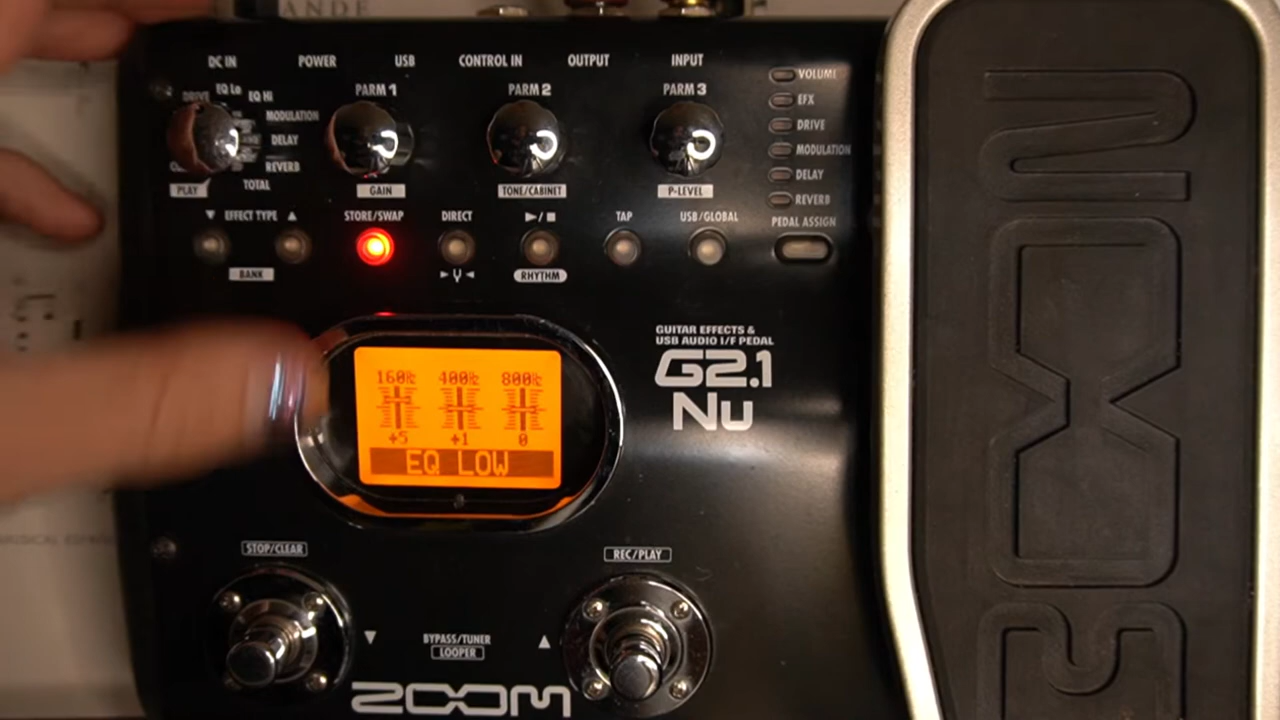 ANDE
DC IN POWER USB CONTROL IN OUTPUT INPUT
DRIVE EQ Lo EQ Hi
MODULATION
DELAY
REVERB
TOTAL
PLAY
PARM 1 PARM 2 PARM 3
GAIN TONE/CABINET P-LEVEL
VOLUME
EFX
DRIVE
MODULATION
DELAY
REVERB
PEDAL ASSIGN
▼ EFFECT TYPE ▲ STORE/SWAP DIRECT ►/■ TAP USB/GLOBAL
BANK RHYTHM
GUITAR EFFECTS &
USB AUDIO I/F PEDAL
G2.1
Nu
160Hz 400Hz 800Hz
+5 +1 0
EQ LOW
STOP/CLEAR REC/PLAY
▼ BYPASS/TUNER ▲
LOOPER
ZOOM
ZOOM